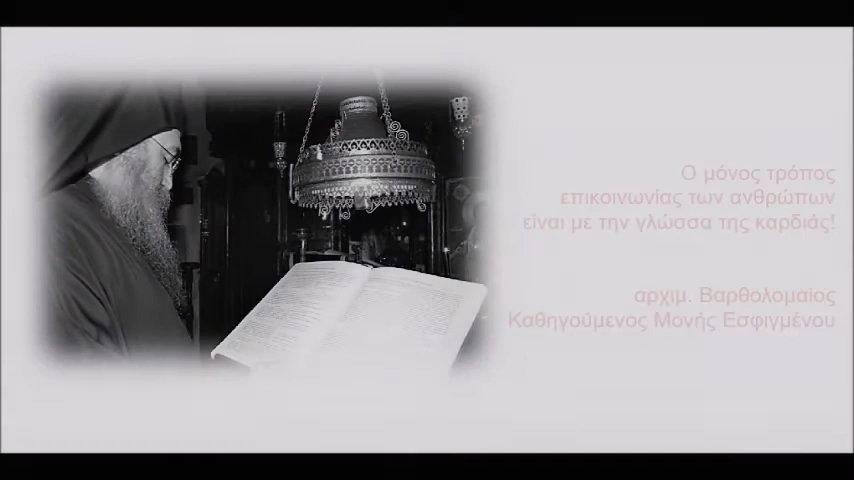 Ο μόνος τρόπος
επικοινωνίας των ανθρώπων
είναι με την γλώσσα της καρδιάς!
αρχιμ. Βαρθολομαίος
Καθηγούμενος Μονής Εσφιγμένου